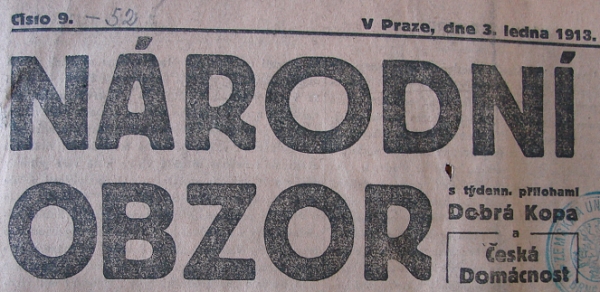 Číslo 9. -52
V Praze, dne 3. ledna 1913.
NÁRODNÍ
OBZOR
s týdenn. přílohami
Dobrá Kopa
a
Česká
Domácnost